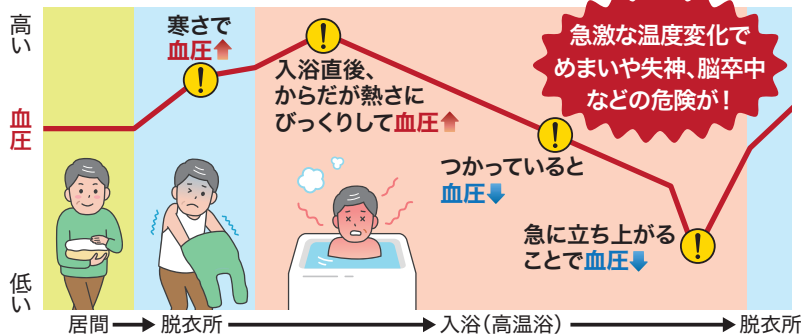 高い
血圧
低い
寒さで
血圧↑
!
!
入浴直後、
からだが熱さに
びっくりして血圧↑
急激な温度変化で
めまいや失神、脳卒中
などの危険が！
!
つかっていると
血圧↓
急に立ち上がる
ことで血圧↓
!
居間→脱衣所→入浴（高温浴）→脱衣所